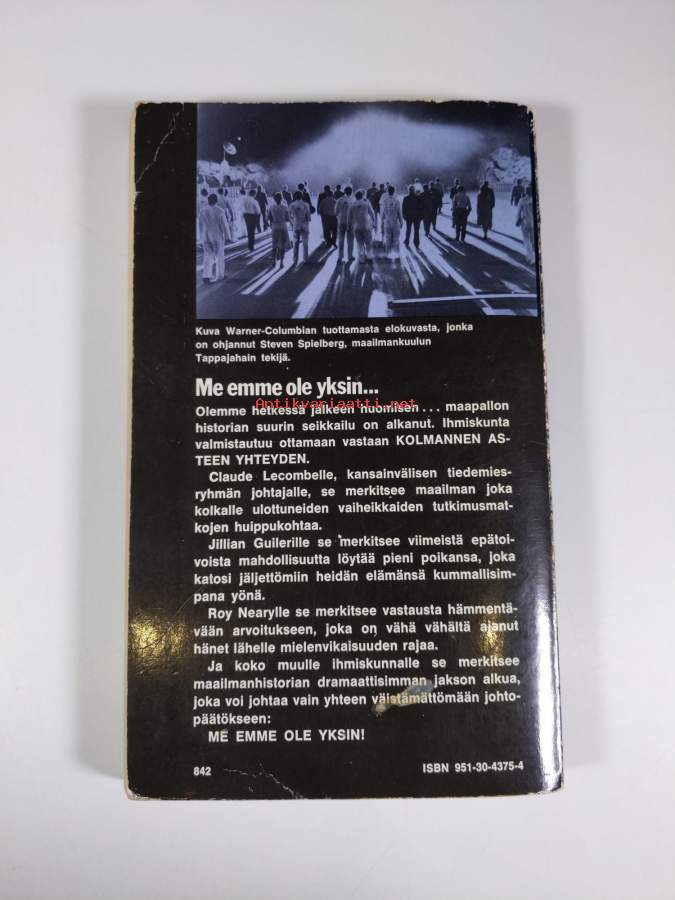 Kuva Warner-Columbian tuottamasta elokuvasta, jonka
on ohjannut Steven Spielberg, maailmankuulun
Tappajahain tekijä.
Me emme ole yksin...
Antikvariaatti.net
Olemme hetkessä jälkeen huomisen... maapallon
historian suurin seikkailu on alkanut. Ihmiskunta
valmistautuu ottamaan vastaan KOLMANNEN AS-
TEEN YHTEYDEN.
Claude Lecombelle, kansainvälisen tiedemies-
ryhmän johtajalle, se merkitsee maailman joka
kolkalle ulottuneiden vaiheikkaiden tutkimusmat-
kojen huippukohtaa.
Jillian Guilerille se merkitsee viimeistä epätoi-
voista mahdollisuutta löytää pieni poikansa, joka
katosi jäljettömiin heidän elämänsä kummallisim-
pana yönä.
Roy Nearylle se merkitsee vastausta hämmentä-
vään arvoitukseen, joka on vähä vähältä ajanut
hänet lähelle mielenvikaisuuden rajaa.
Ja koko muulle ihmiskunnalle se merkitsee
maailmanhistorian dramaattisimman jakson alkua,
joka voi johtaa vain yhteen väistämättömään johto-
päätökseen:
ME EMME OLE YKSIN!
842 ISBN 951-30-4375-4